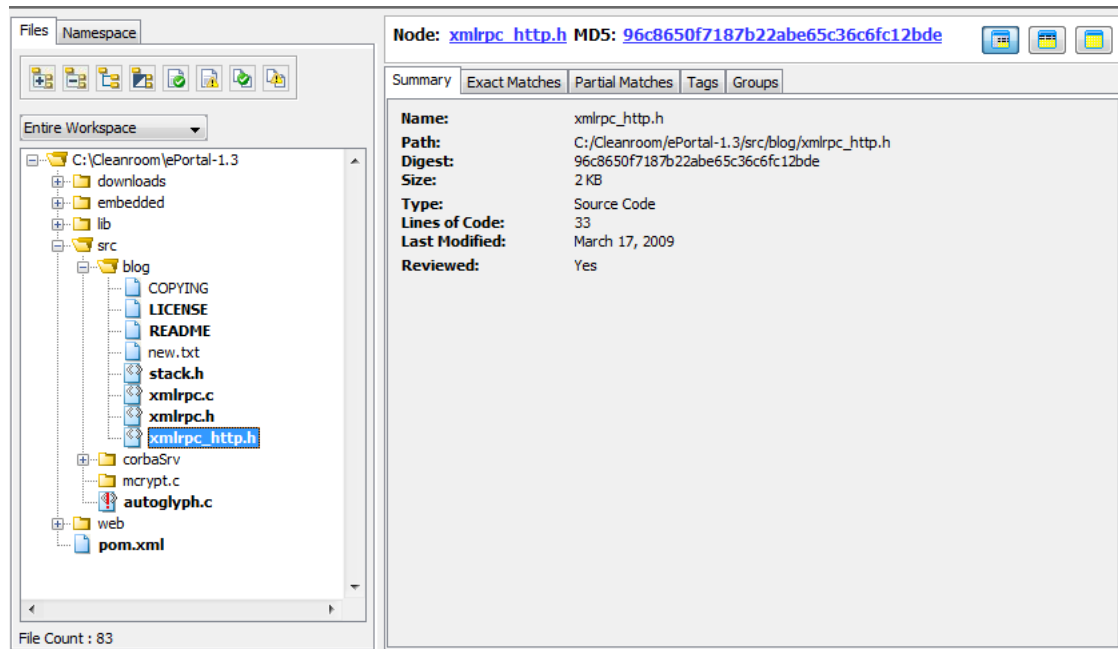 Files Namespace
Entire Workspace
C:\Cleanroom\ePortal-1.3
downloads
embedded
lib
src
blog
COPYING
LICENSE
README
new.txt
stack.h
xmlrpc.c
xmlrpc.h
xmlrpc_http.h
corbaSrv
mcrypt.c
autoglyph.c
web
pom.xml
File Count : 83
Node: xmlrpc_http.h MD5: 96c8650f7187b22abe65c36c6fc12bde
Summary Exact Matches Partial Matches Tags Groups
Name: xmlrpc_http.h
Path: C:/Cleanroom/ePortal-1.3/src/blog/xmlrpc_http.h
Digest: 96c8650f7187b22abe65c36c6fc12bde
Size: 2 KB
Type: Source Code
Lines of Code: 33
Last Modified: March 17, 2009
Reviewed: Yes